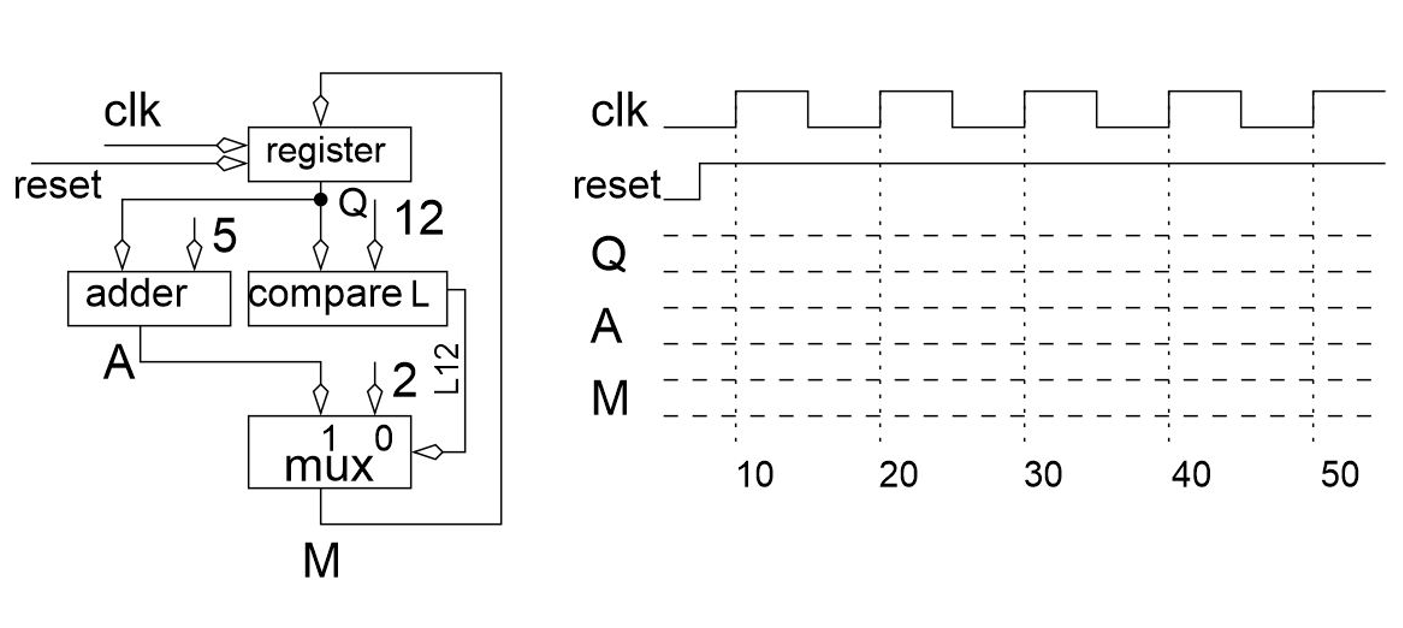 clk
register
reset
Q
12
5
adder
compare L
A
2
L12
1 0
mux
M
clk
reset
Q
A
M
10 20 30 40 50